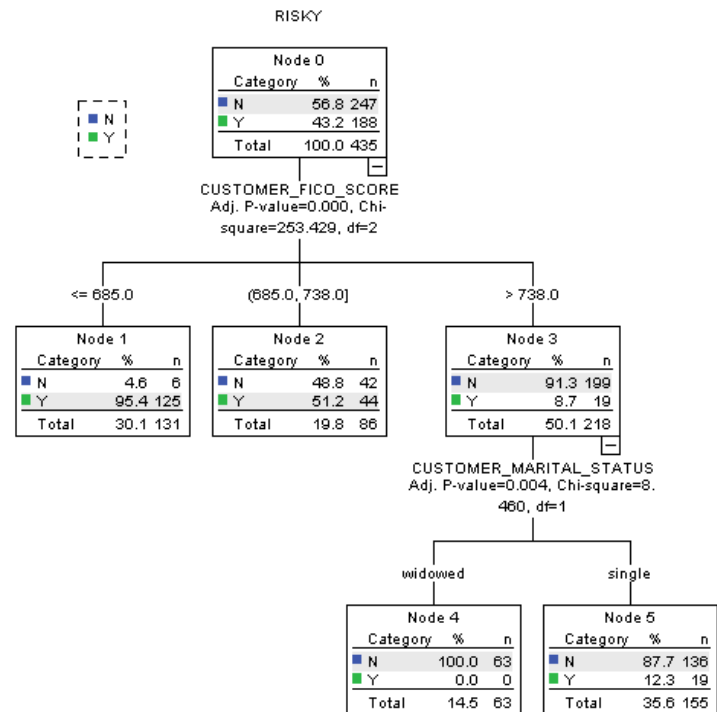 RISKY
Node 0
Category % n
N 56.8 247
Y 43.2 188
Total 100.0 435
N
Y
CUSTOMER_FICO_SCORE
Adj. P-value=0.000, Chi-
square=253.429, df=2
<= 685.0
(685.0, 738.0]
> 738.0
Node 1
Category % n
N 4.6 6
Y 95.4 125
Total 30.1 131
Node 2
Category % n
N 48.8 42
Y 51.2 44
Total 19.8 86
Node 3
Category % n
N 91.3 199
Y 8.7 19
Total 50.1 218
CUSTOMER_MARITAL_STATUS
Adj. P-value=0.004, Chi-square=8.
460, df=1
widowed
single
Node 4
Category % n
N 100.0 63
Y 0.0 0
Total 14.5 63
Node 5
Category % n
N 87.7 136
Y 12.3 19
Total 35.6 155